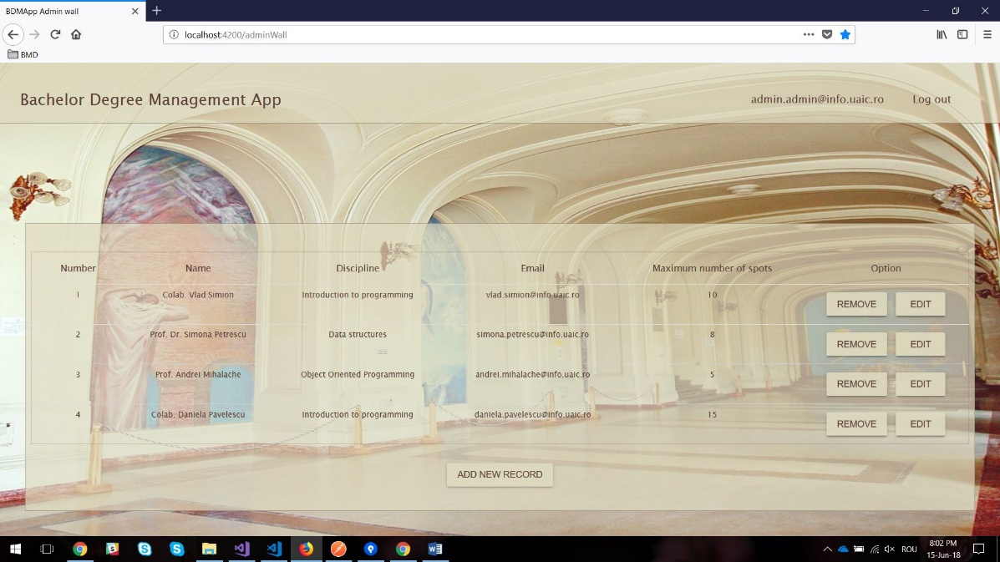 BDMApp Admin wall
localhost:4200/adminWall
BMD
Bachelor Degree Management App
admin.admin@info.uaic.ro Log out
Number Name Discipline Email Maximum number of spots Option
1 Colab. Vlad Simion Introduction to programming vlad.simion@info.uaic.ro 10 REMOVE EDIT
2 Prof. Dr. Simona Petrescu Data structures simona.petrescu@info.uaic.ro 8 REMOVE EDIT
3 Prof. Andrei Mihalache Object Oriented Programming andrei.mihalache@info.uaic.ro 5 REMOVE EDIT
4 Colab. Daniela Pavelescu Introduction to programming daniela.pavelescu@info.uaic.ro 15 REMOVE EDIT
ADD NEW RECORD
ROU
8:02 PM
15-Jun-18